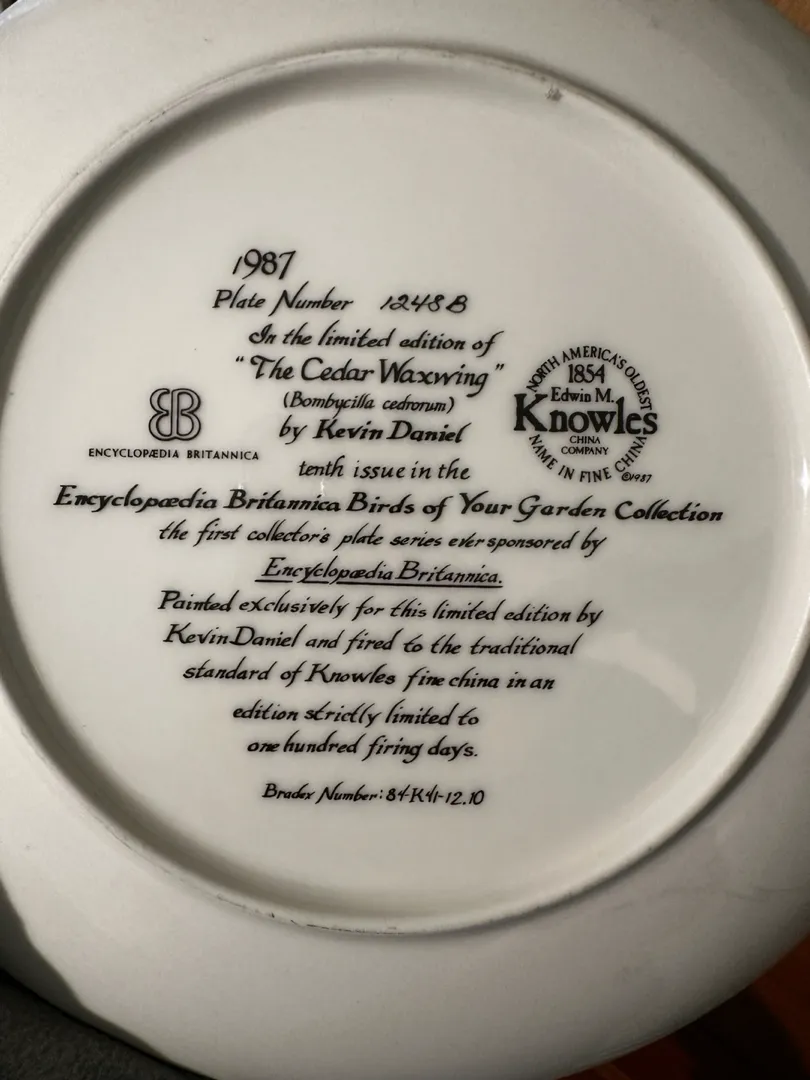 1987
Plate Number 1248B
In the limited edition of
"The Cedar Waxwing"
(Bombycilla cedrorum)
by Kevin Daniel
tenth issue in the
Encyclopædia Britannica Birds of Your Garden Collection
the first collector's plate series ever sponsored by
Encyclopædia Britannica.
Painted exclusively for this limited edition by
Kevin Daniel and fired to the traditional
standard of Knowles fine china in an
edition strictly limited to
one hundred firing days.
Bradex Number: 84-K41-12.10
EB
ENCYCLOPÆDIA BRITANNICA
NORTH AMERICA'S OLDEST
1854
Edwin M.
Knowles
CHINA
COMPANY
NAME IN FINE CHINA
©1987